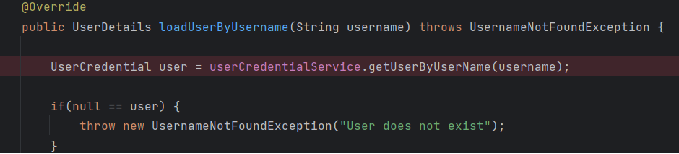 @Override
public UserDetails loadUserByUsername(String username) throws UsernameNotFoundException {
UserCredential user = userCredentialService.getUserByUserName(username);
if(null == user) {
throw new UsernameNotFoundException("User does not exist");
}